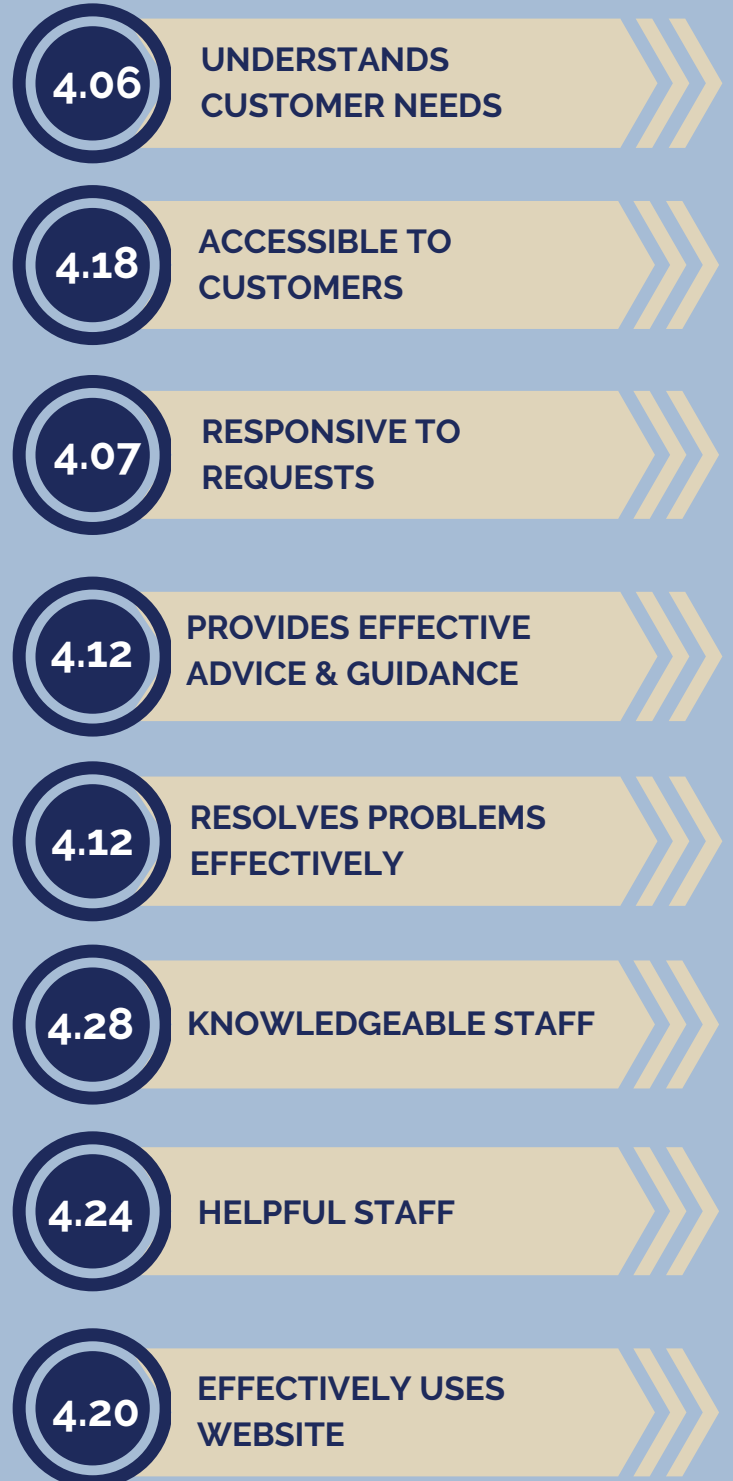 4.06
UNDERSTANDS
CUSTOMER NEEDS
4.18
ACCESSIBLE TO
CUSTOMERS
4.07
RESPONSIVE TO
REQUESTS
4.12
PROVIDES EFFECTIVE
ADVICE & GUIDANCE
4.12
RESOLVES PROBLEMS
EFFECTIVELY
4.28
KNOWLEDGEABLE STAFF
4.24
HELPFUL STAFF
4.20
EFFECTIVELY USES
WEBSITE